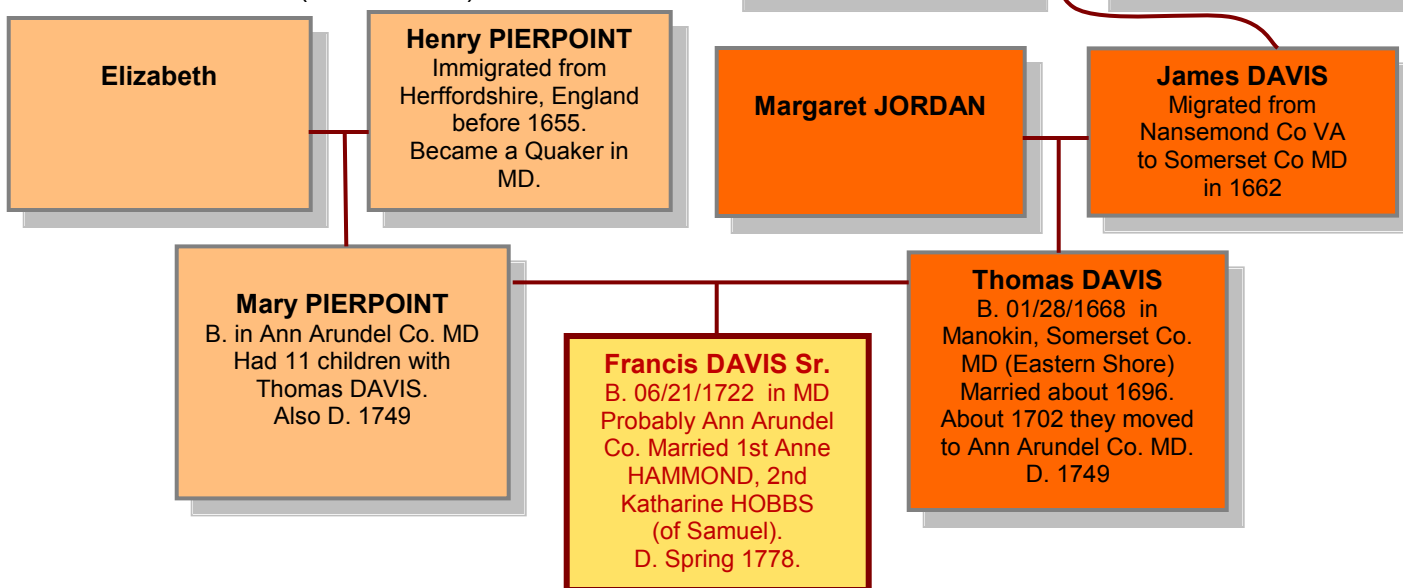 Elizabeth
Henry PIERPOINT
Immigrated from
Herffordshire, England
before 1655.
Became a Quaker in
MD.
Margaret JORDAN
James DAVIS
Migrated from
Nansemond Co VA
to Somerset Co MD
in 1662
Mary PIERPOINT
B. in Ann Arundel Co. MD
Had 11 children with
Thomas DAVIS.
Also D. 1749
Francis DAVIS Sr.
B. 06/21/1722 in MD
Probably Ann Arundel
Co. Married 1st Anne
HAMMOND, 2nd
Katharine HOBBS
(of Samuel).
D. Spring 1778.
Thomas DAVIS
B. 01/28/1668 in
Manokin, Somerset Co.
MD (Eastern Shore)
Married about 1696.
About 1702 they moved
to Ann Arundel Co. MD.
D. 1749